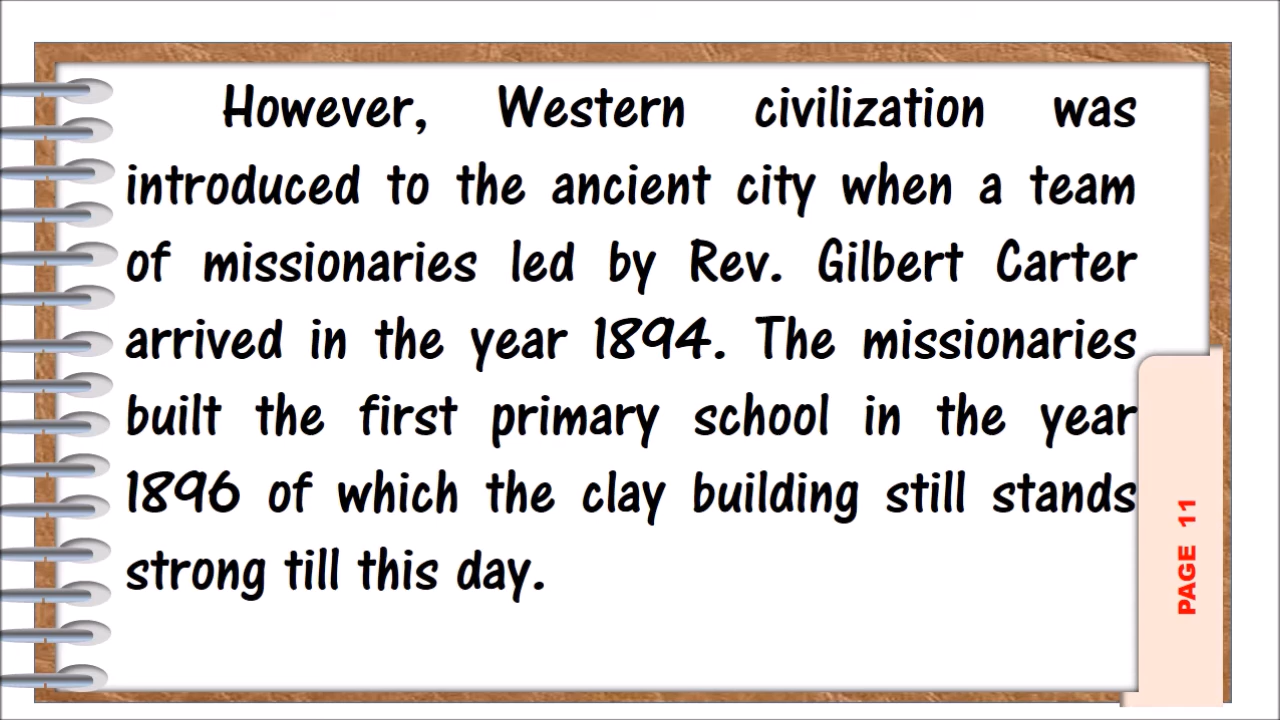 However, Western civilization was
introduced to the ancient city when a team
of missionaries led by Rev. Gilbert Carter
arrived in the year 1894. The missionaries
built the first primary school in the year
1896 of which the clay building still stands
strong till this day.
PAGE 11